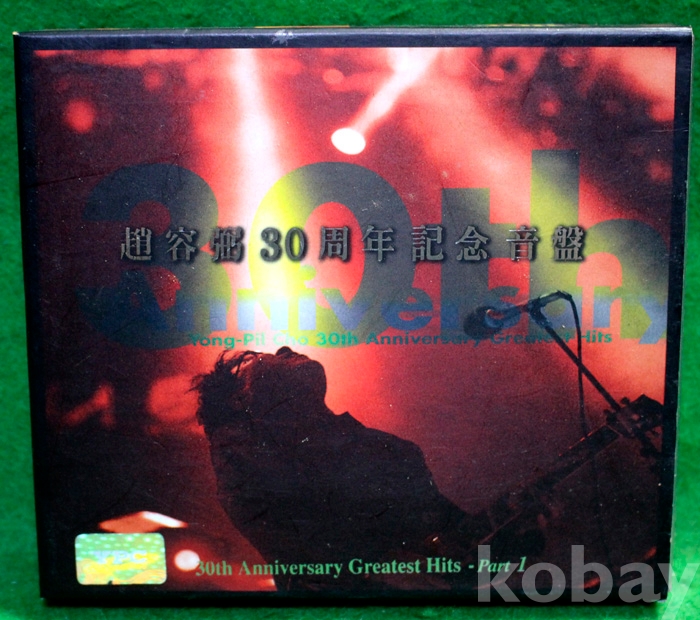 30th
趙容弼 30周年 記念 音盤
Anniversary
Yong-Pil Cho 30th Anniversary Greatest Hits
30th Anniversary Greatest Hits - Part 1
kobay